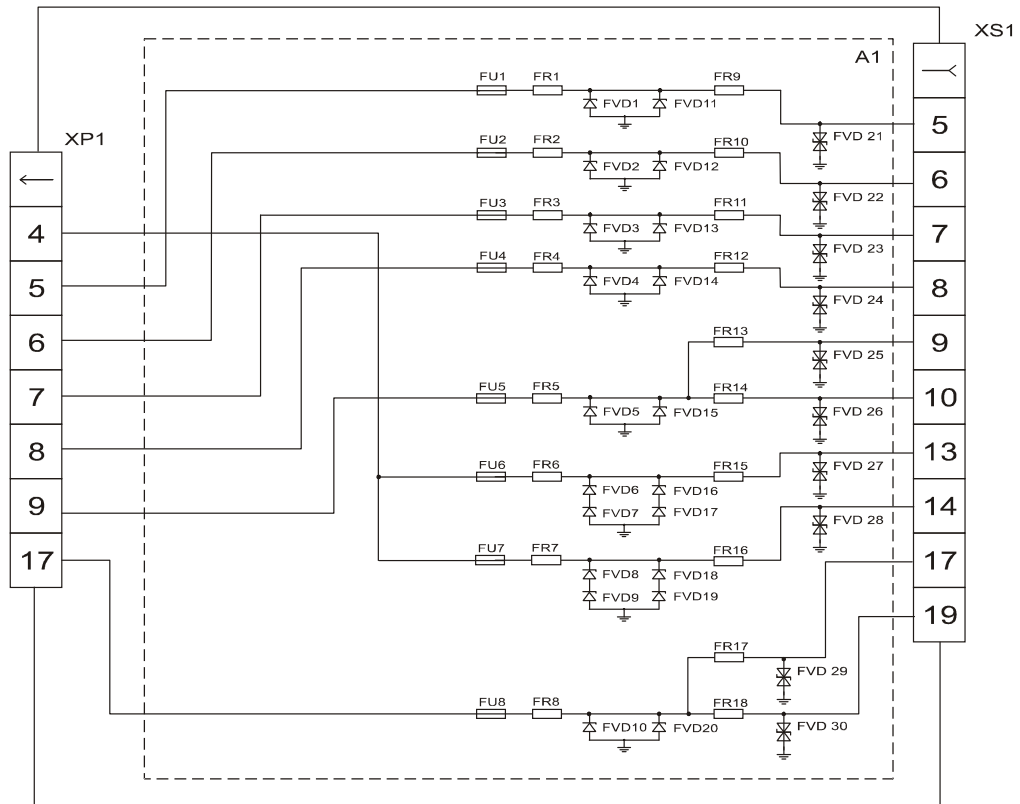 XS1
A1
FU1 FR1 FR9
FVD1 FVD11
5
FVD 21
XP1
FU2 FR2 FR10
FVD2 FVD12
6
FVD 22
FU3 FR3 FR11
4
FVD3 FVD13
7
FVD 23
FU4 FR4 FR12
FVD4 FVD14
5
8
FVD 24
6
FR13
9
FVD 25
7
FU5 FR5 FR14
FVD5 FVD15
10
FVD 26
8
13
FU6 FR6 FR15
FVD 27
FVD6 FVD16
9
FVD7 FVD17
14
FVD 28
FU7 FR7 FR16
17
FVD8 FVD18
17
FVD9 FVD19
19
FR17
FVD 29
FU8 FR8 FR18
FVD10 FVD20
FVD 30